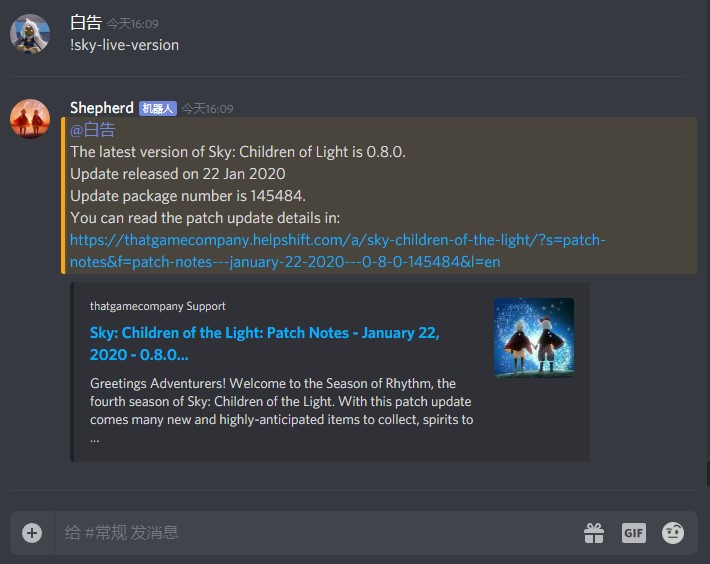 白告 今天16:09
!sky-live-version
Shepherd 机器人 今天16:09
@白告
The latest version of Sky: Children of Light is 0.8.0.
Update released on 22 Jan 2020
Update package number is 145484.
You can read the patch update details in:
https://thatgamecompany.helpshift.com/a/sky-children-of-the-light/?s=patch-
notes&f=patch-notes---january-22-2020---0-8-0-145484&l=en
thatgamecompany Support
Sky: Children of the Light: Patch Notes - January 22,
2020 - 0.8.0...
Greetings Adventurers! Welcome to the Season of Rhythm, the
fourth season of Sky: Children of the Light. With this patch update
comes many new and highly-anticipated items to collect, spirits to
...
给 #常规 发消息
GIF